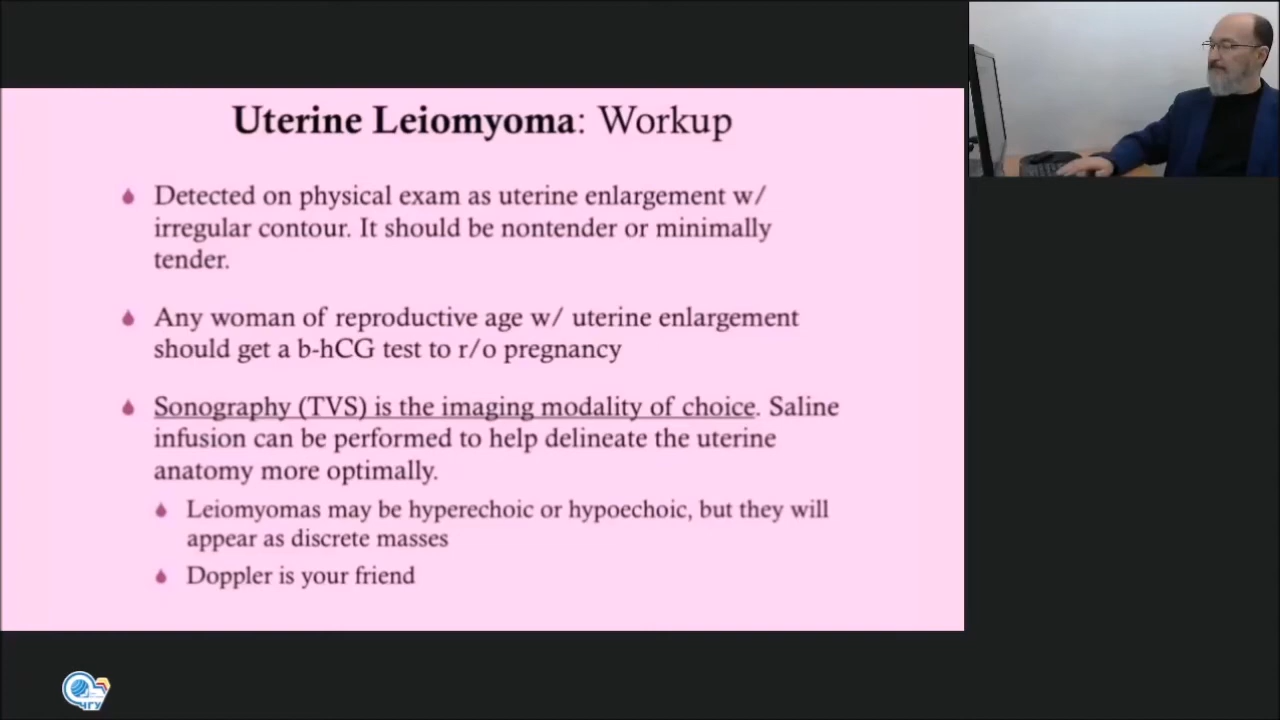 Uterine Leiomyoma: Workup
Detected on physical exam as uterine enlargement w/
irregular contour. It should be nontender or minimally
tender.
Any woman of reproductive age w/ uterine enlargement
should get a b-hCG test to r/o pregnancy
Sonography (TVS) is the imaging modality of choice. Saline
infusion can be performed to help delineate the uterine
anatomy more optimally.
Leiomyomas may be hyperechoic or hypoechoic, but they will
appear as discrete masses
Doppler is your friend
ЧГУ